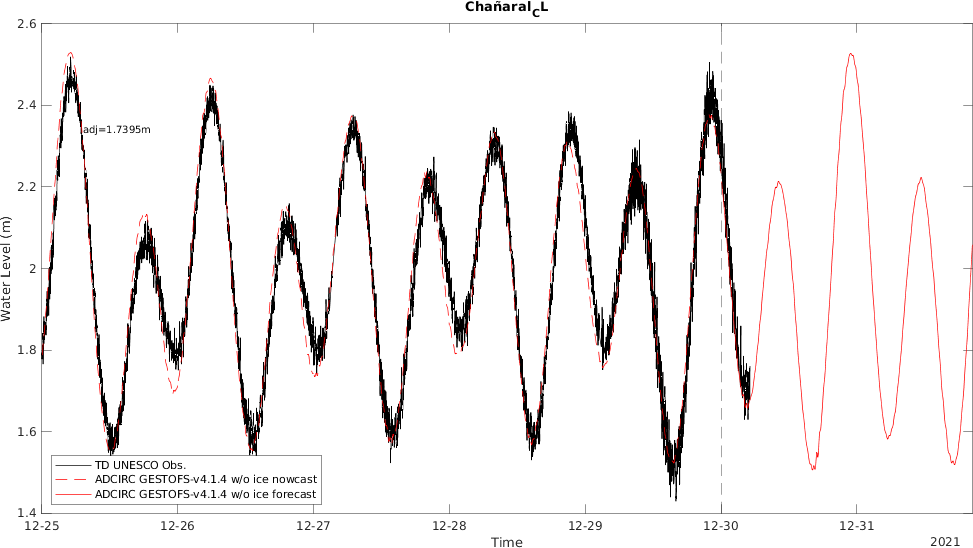 Chañaral_CL
2.6
2.4
2.2
2
1.8
1.6
1.4
Water Level (m)
adj=1.7395m
TD UNESCO Obs.
ADCIRC GESTOFS-v4.1.4 w/o ice nowcast
ADCIRC GESTOFS-v4.1.4 w/o ice forecast
12-25
12-26
12-27
12-28
12-29
12-30
12-31
Time
2021